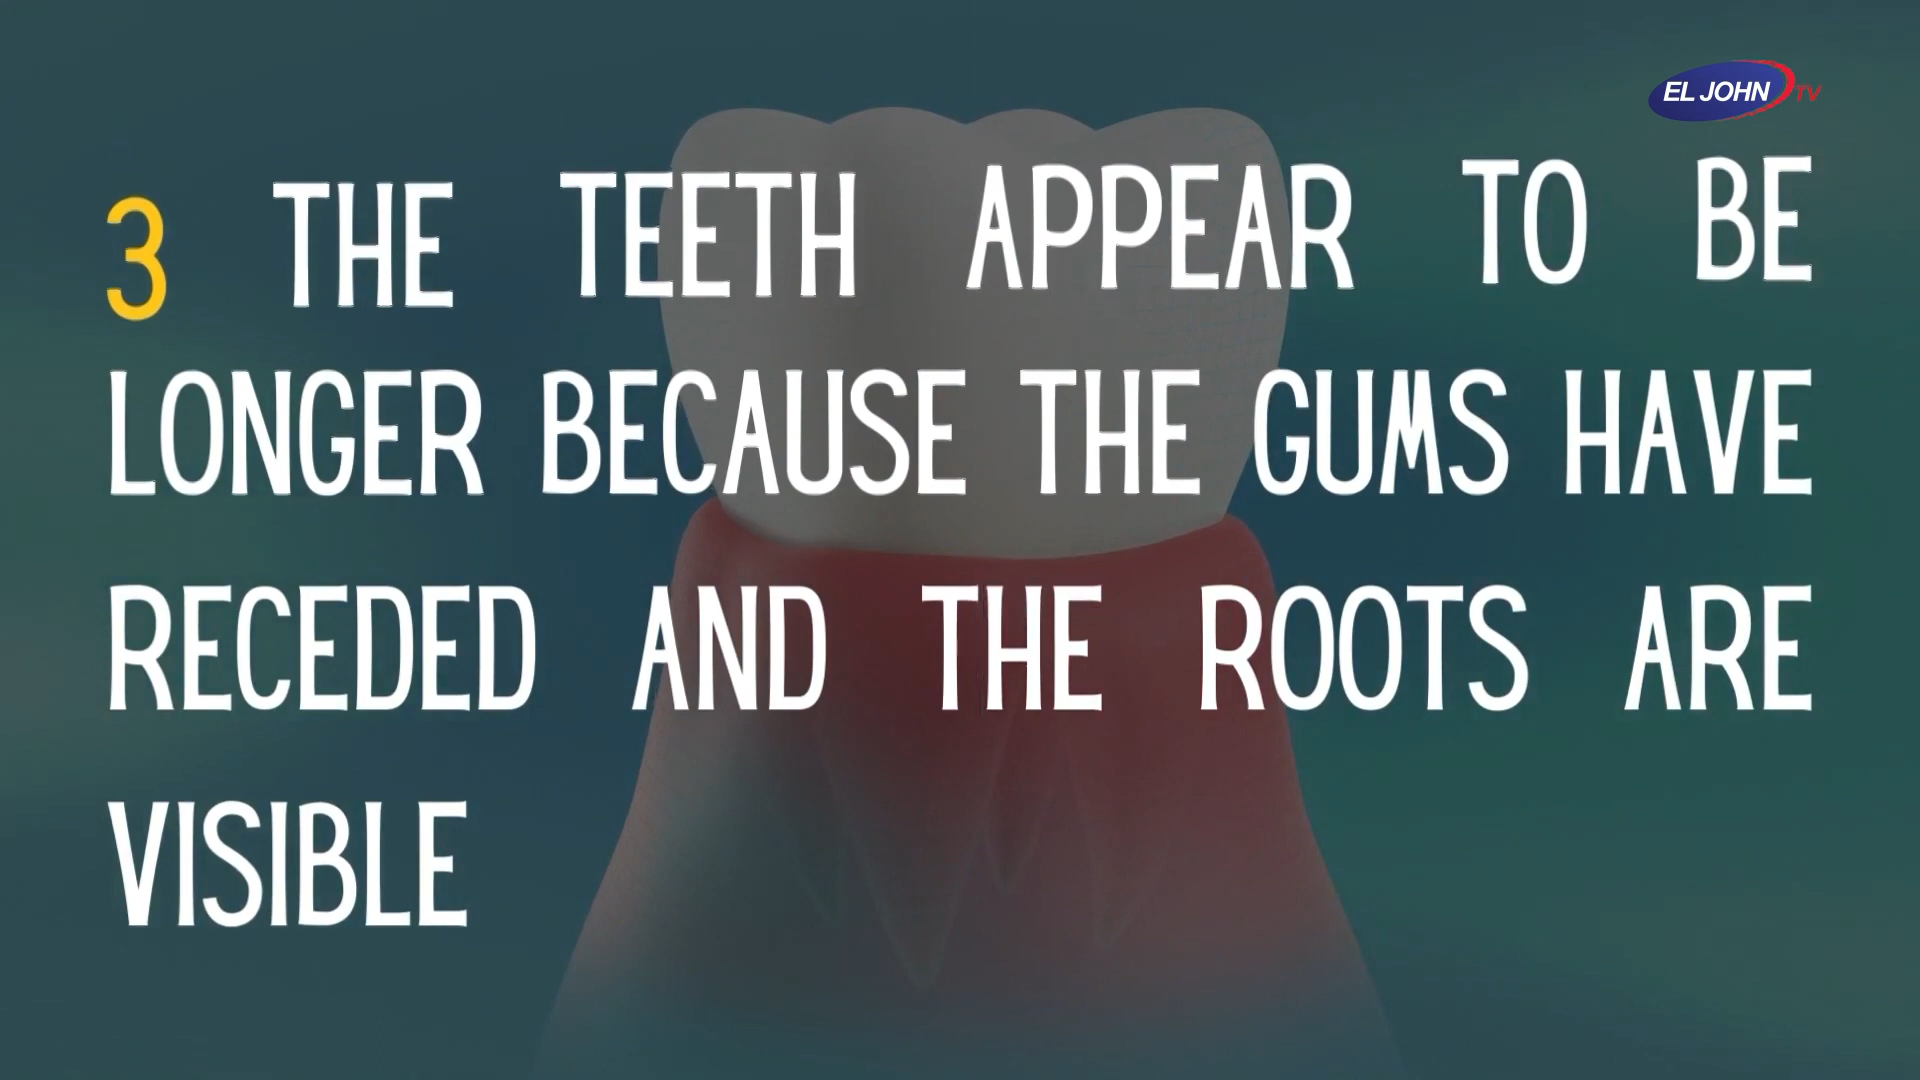 EL JOHN TV
3 THE TEETH APPEAR TO BE
LONGER BECAUSE THE GUMS HAVE
RECEDED AND THE ROOTS ARE
VISIBLE